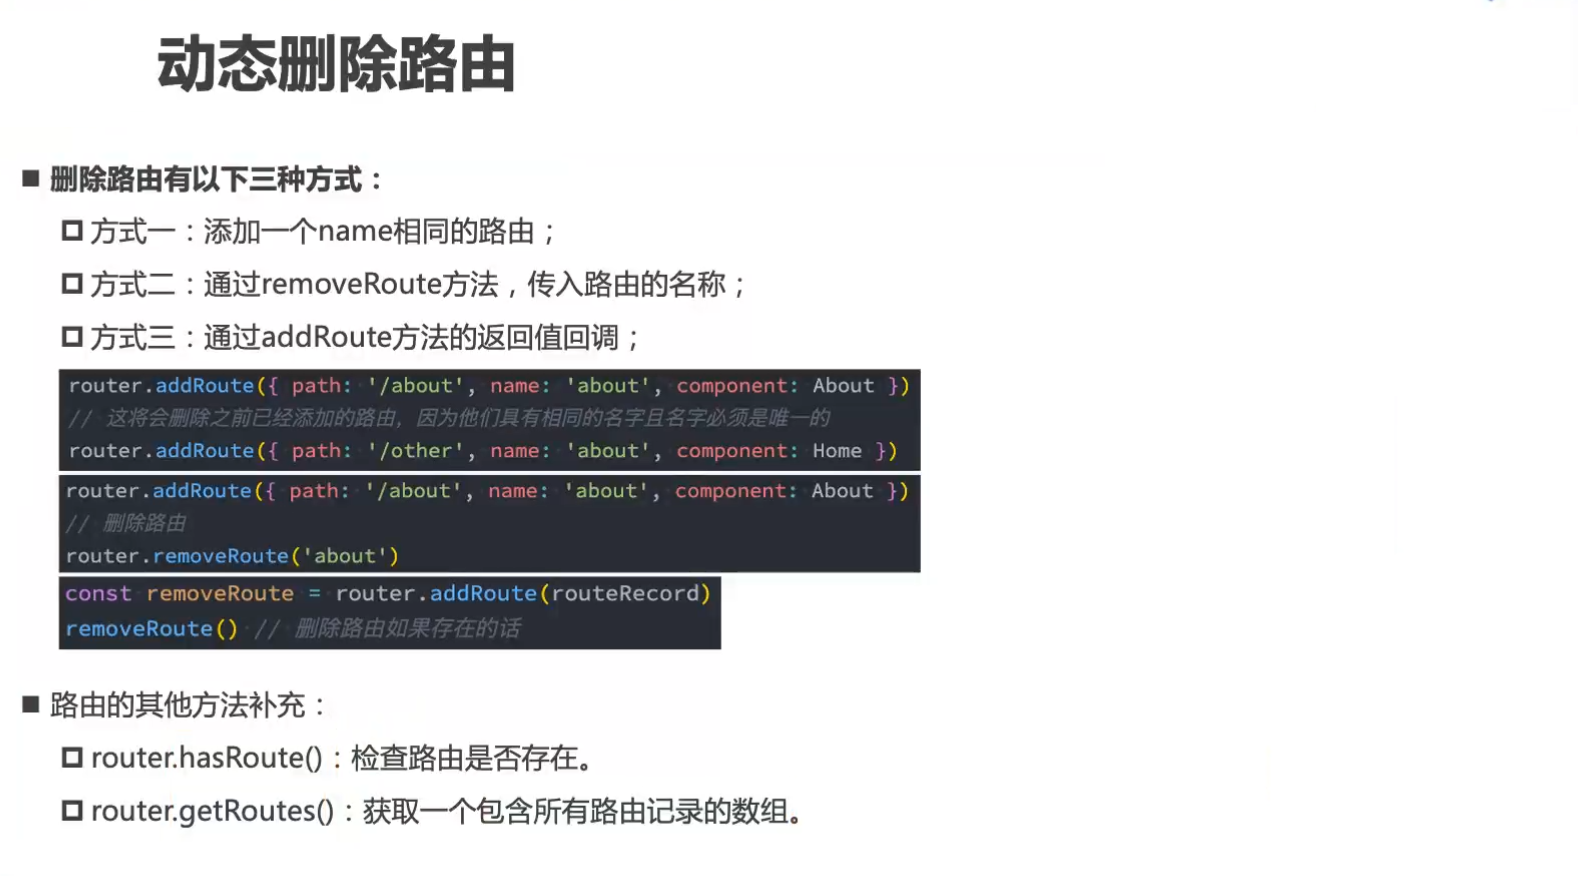 动态删除路由
■ 删除路由有以下三种方式：
方式一：添加一个name相同的路由；
方式二：通过removeRoute方法，传入路由的名称；
方式三：通过addRoute方法的返回值回调；
router.addRoute({ path: '/about', name: 'about', component: About })
// 这将会删除之前已经添加的路由，因为他们具有相同的名字且名字必须是唯一的
router.addRoute({ path: '/other', name: 'about', component: Home })
router.addRoute({ path: '/about', name: 'about', component: About })
// 删除路由
router.removeRoute('about')
const removeRoute = router.addRoute(routeRecord)
removeRoute() // 删除路由如果存在的话
■ 路由的其他方法补充：
router.hasRoute()：检查路由是否存在。
router.getRoutes()：获取一个包含所有路由记录的数组。